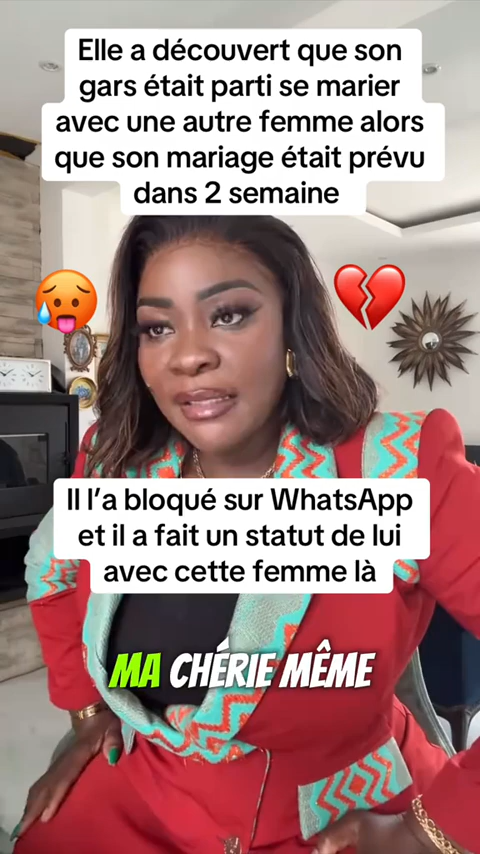 Elle a découvert que son
gars était parti se marier
avec une autre femme alors
que son mariage était prévu
dans 2 semaine
Il l’a bloqué sur WhatsApp
et il a fait un statut de lui
avec cette femme là
MA CHÉRIE MÊME